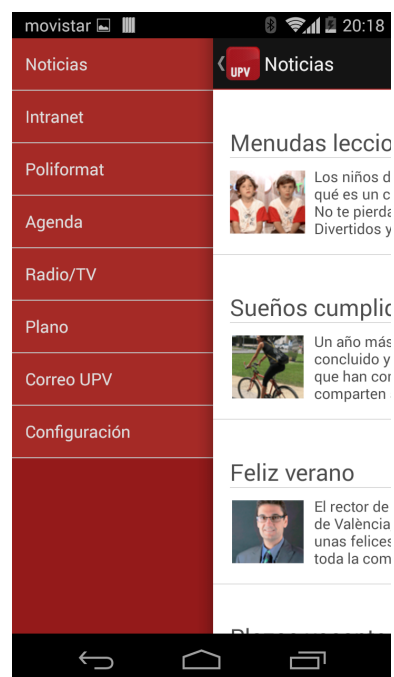 movistar 20:18
Noticias
Intranet
Poliformat
Agenda
Radio/TV
Plano
Correo UPV
Configuración
UPV Noticias
Menudas leccio
Los niños d
qué es un c
No te pierda
Divertidos y
Sueños cumplid
Un año más
concluido y
que han co
comparten
Feliz verano
El rector de
de València
unas felices
toda la com